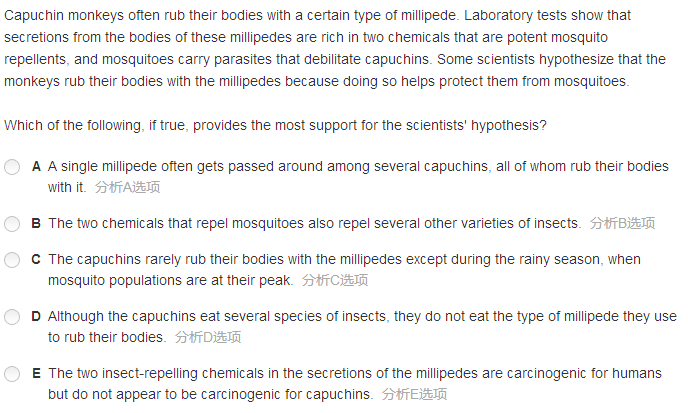 Capuchin monkeys often rub their bodies with a certain type of millipede. Laboratory tests show that
secretions from the bodies of these millipedes are rich in two chemicals that are potent mosquito
repellents, and mosquitoes carry parasites that debilitate capuchins. Some scientists hypothesize that the
monkeys rub their bodies with the millipedes because doing so helps protect them from mosquitoes.
Which of the following, if true, provides the most support for the scientists' hypothesis?
A A single millipede often gets passed around among several capuchins, all of whom rub their bodies
with it. 分析A选项
B The two chemicals that repel mosquitoes also repel several other varieties of insects. 分析B选项
C The capuchins rarely rub their bodies with the millipedes except during the rainy season, when
mosquito populations are at their peak. 分析C选项
D Although the capuchins eat several species of insects, they do not eat the type of millipede they use
to rub their bodies. 分析D选项
E The two insect-repelling chemicals in the secretions of the millipedes are carcinogenic for humans
but do not appear to be carcinogenic for capuchins. 分析E选项